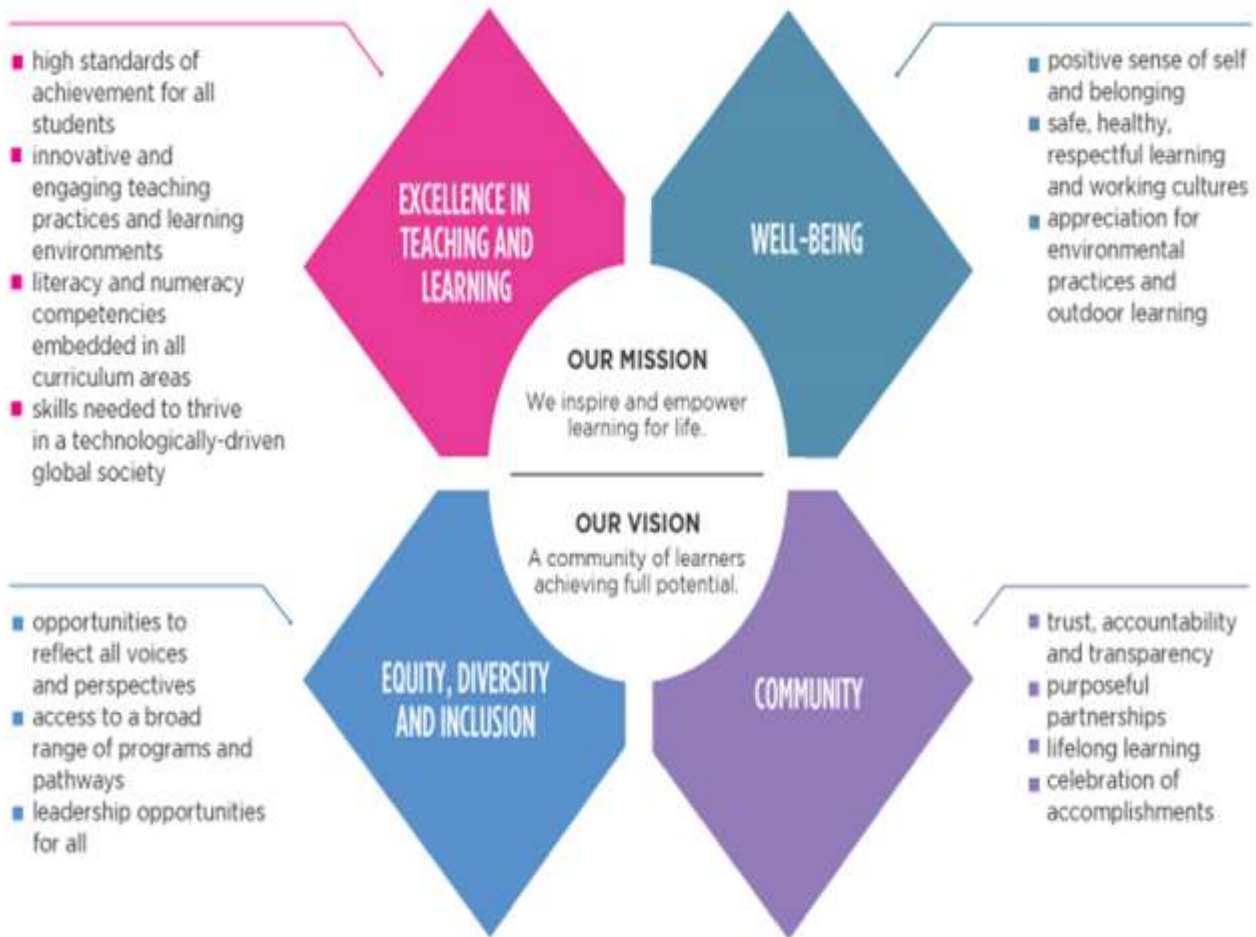 high standards of
achievement for all
students
innovative and
engaging teaching
practices and learning
environments
literacy and numeracy
competencies
embedded in all
curriculum areas
skills needed to thrive
in a technologically-driven
global society
EXCELLENCE IN
TEACHING AND
LEARNING
WELL-BEING
positive sense of self
and belonging
safe, healthy,
respectful learning
and working cultures
appreciation for
environmental
practices and
outdoor learning
OUR MISSION
We inspire and empower
learning for life.
OUR VISION
A community of learners
achieving full potential.
opportunities to
reflect all voices
and perspectives
access to a broad
range of programs and
pathways
leadership opportunities
for all
EQUITY, DIVERSITY
AND INCLUSION
COMMUNITY
trust, accountability
and transparency
purposeful
partnerships
lifelong learning
celebration of
accomplishments